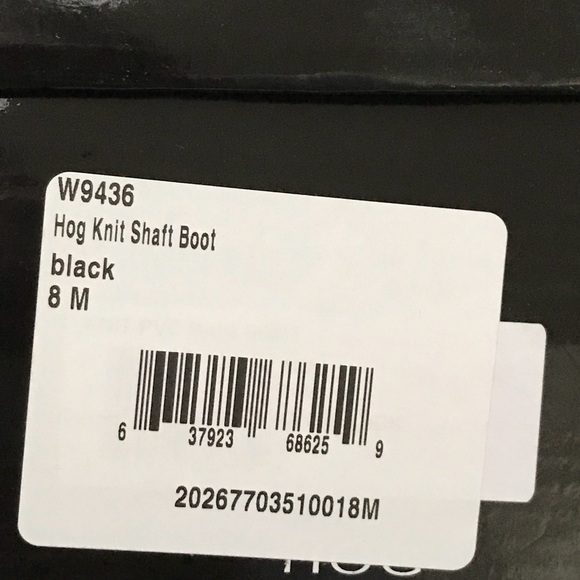 W9436
Hog Knit Shaft Boot
black
8 M
6 37923 68625 9
20267703510018M